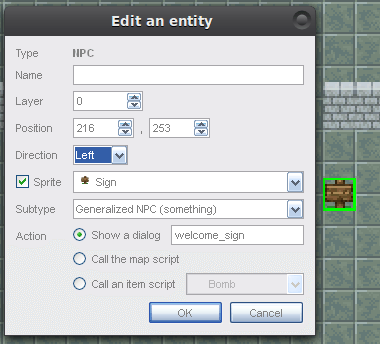 Edit an entity
Type NPC
Name
Layer 0
Position 216 , 253
Direction Left
Sprite Sign
Subtype Generalized NPC (something)
Action Show a dialog welcome_sign
Call the map script
Call an item script Bomb
OK Cancel